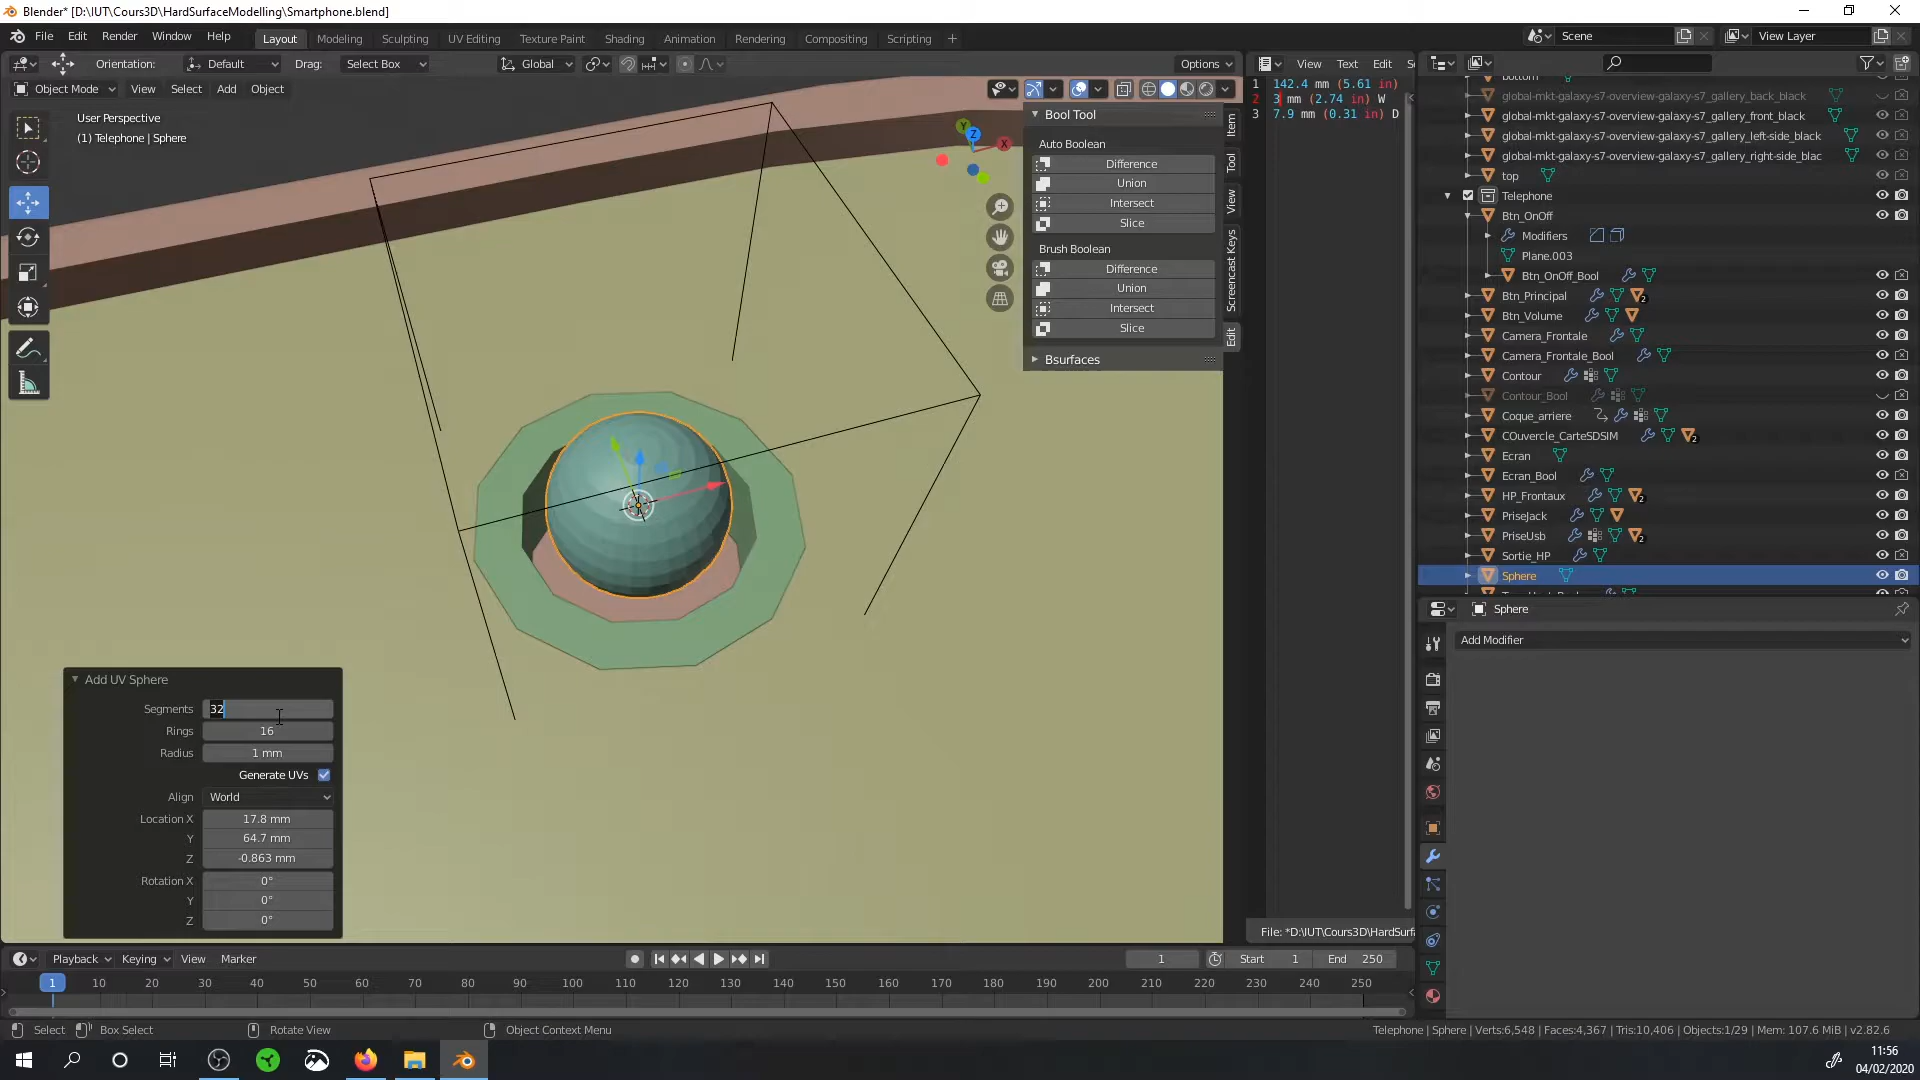 Blender* [D:\IUT\Cours3D\HardSurfaceModelling\Smartphone.blend]
File Edit Render Window Help
Layout Modeling Sculpting UV Editing Texture Paint Shading Animation Rendering Compositing Scripting +
Scene
View Layer
Orientation: Default Drag: Select Box Global Options
View Text Edit
Object Mode View Select Add Object
User Perspective
(1) Telephone | Sphere
Z
Y
X
Bool Tool
Auto Boolean
Difference
Union
Intersect
Slice
Brush Boolean
Difference
Union
Intersect
Slice
Bsurfaces
Item
Tool
View
Screencast Keys
Edit
1 142.4 mm (5.61 in)
2 3 mm (2.74 in) W
3 7.9 mm (0.31 in) D
global-mkt-galaxy-s7-overview-galaxy-s7_gallery_back_black
global-mkt-galaxy-s7-overview-galaxy-s7_gallery_front_black
global-mkt-galaxy-s7-overview-galaxy-s7_gallery_left-side_black
global-mkt-galaxy-s7-overview-galaxy-s7_gallery_right-side_blac
top
Telephone
Btn_OnOff
Modifiers
Plane.003
Btn_OnOff_Bool
Btn_Principal 2
Btn_Volume
Camera_Frontale
Camera_Frontale_Bool
Contour
Contour_Bool
Coque_arriere
COuvercle_CarteSDSIM 2
Ecran
Ecran_Bool
HP_Frontaux 2
PriseJack
PriseUsb 2
Sortie_HP
Sphere
Sphere
Add Modifier
Add UV Sphere
Segments 32
Rings 16
Radius 1 mm
Generate UVs
Align World
Location X 17.8 mm
Y 64.7 mm
Z -0.863 mm
Rotation X 0°
Y 0°
Z 0°
File: *D:\IUT\Cours3D\HardSurfa
Playback Keying View Marker
1 Start 1 End 250
1 10 20 30 40 50 60 70 80 90 100 110 120 130 140 150 160 170 180 190 200 210 220 230 240 250
Select Box Select Rotate View Object Context Menu
Telephone | Sphere | Verts:6,548 | Faces:4,367 | Tris:10,406 | Objects:1/29 | Mem: 107.6 MiB | v2.82.6
11:56
04/02/2020